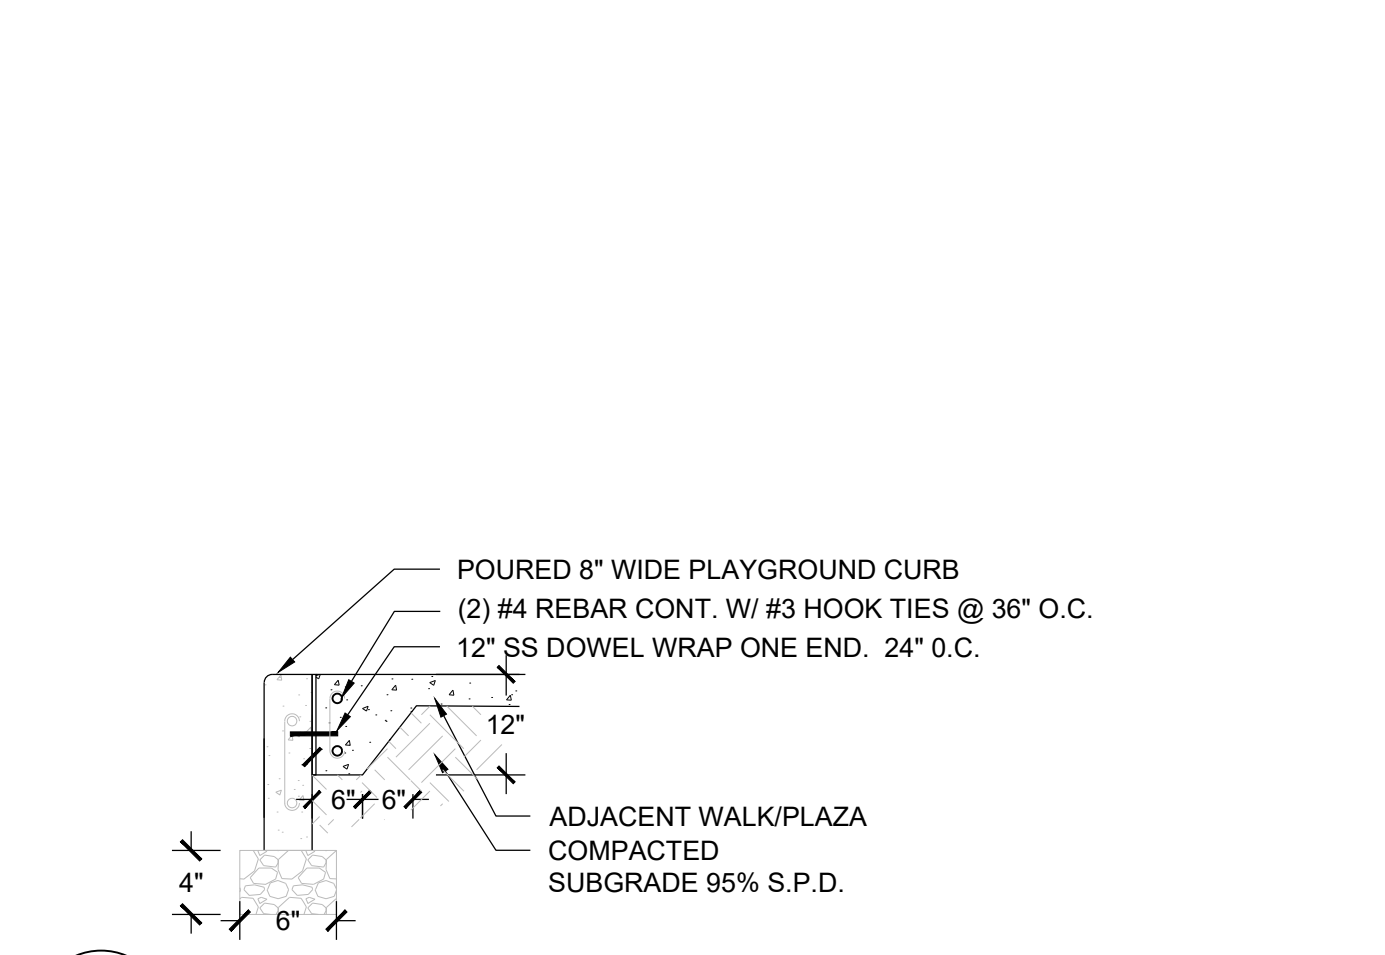 POURED 8" WIDE PLAYGROUND CURB
(2) #4 REBAR CONT. W/ #3 HOOK TIES @ 36" O.C.
12" SS DOWEL WRAP ONE END. 24" 0.C.
12"
6" 6"
ADJACENT WALK/PLAZA
COMPACTED
SUBGRADE 95% S.P.D.
4"
6"